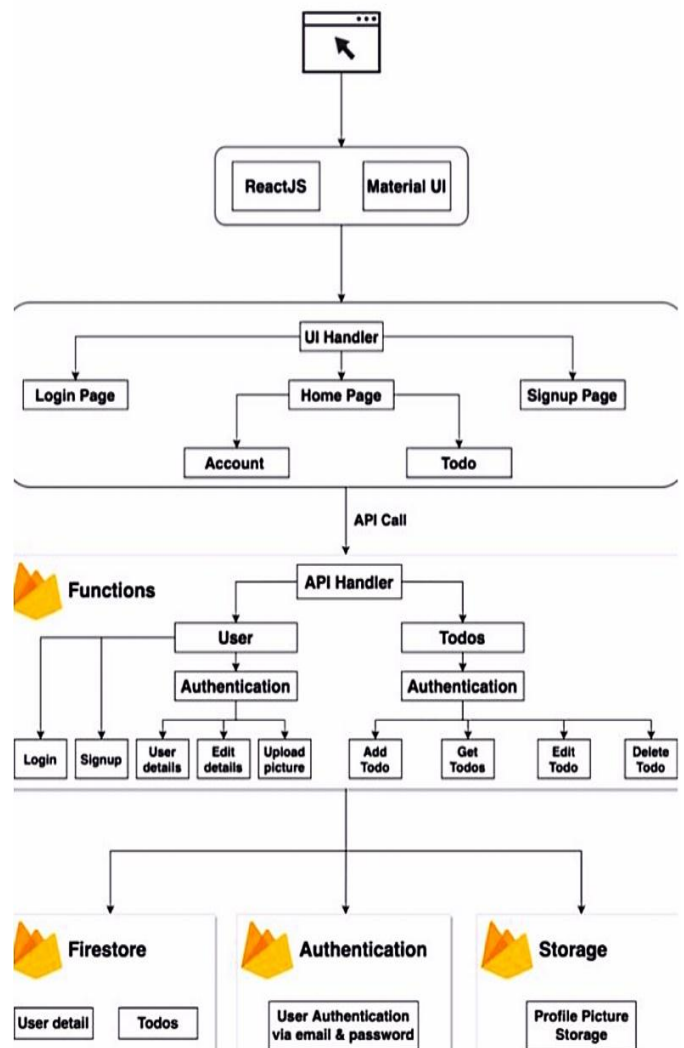 ReactJS
Material UI
UI Handler
Login Page
Home Page
Signup Page
Account
Todo
API Call
Functions
API Handler
User
Todos
Authentication
Authentication
Login
Signup
User
details
Edit
details
Upload
picture
Add
Todo
Get
Todos
Edit
Todo
Delete
Todo
Firestore
Authentication
Storage
User detail
Todos
User Authentication
via email & password
Profile Picture
Storage